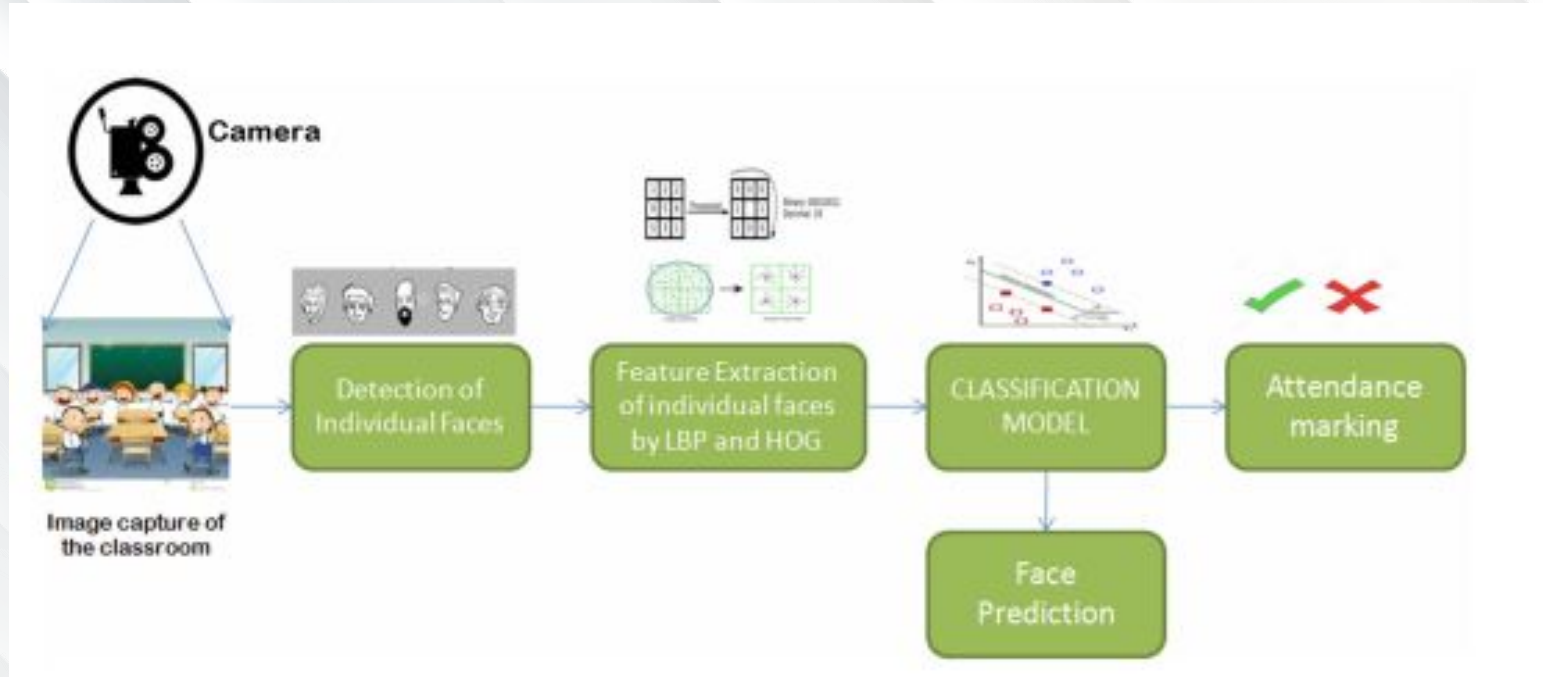 Camera
Image capture of
the classroom
Detection of
Individual Faces
Feature Extraction
of individual faces
by LBP and HOG
CLASSIFICATION
MODEL
Attendance
marking
Face
Prediction